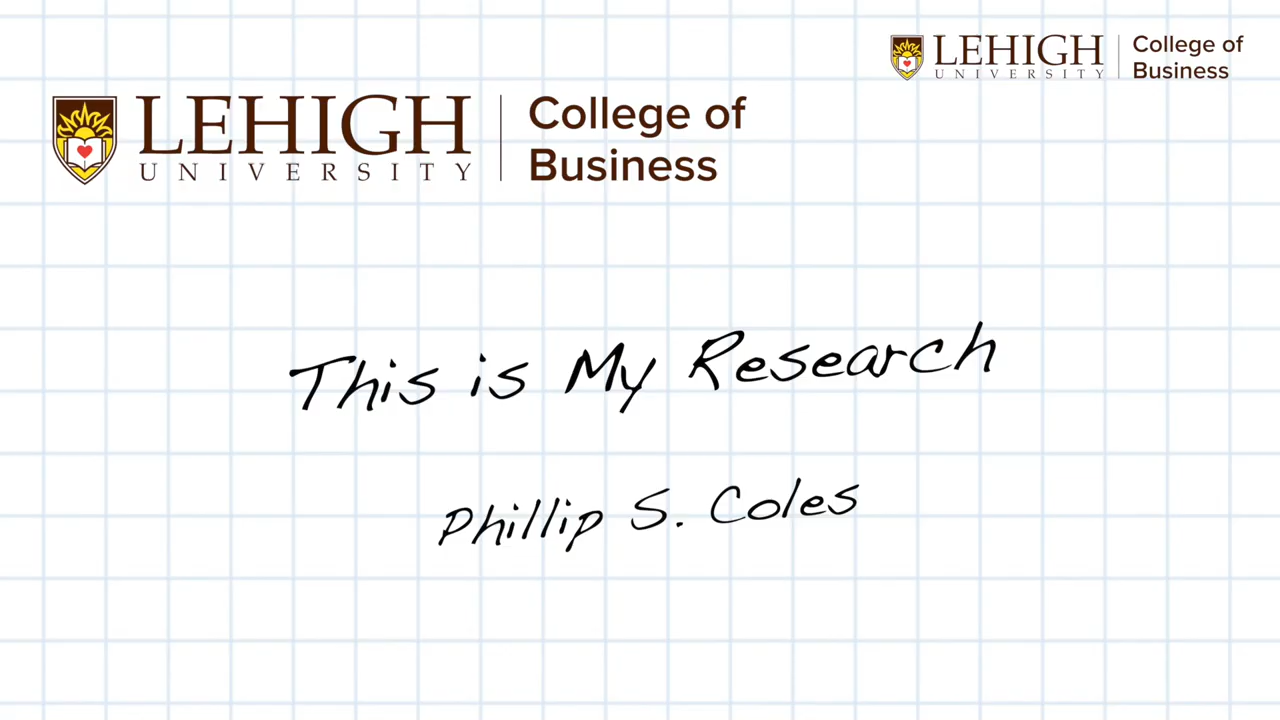 LEHIGH
UNIVERSITY
College of
Business
LEHIGH
UNIVERSITY
College of
Business
This is My Research
Phillip S. Coles